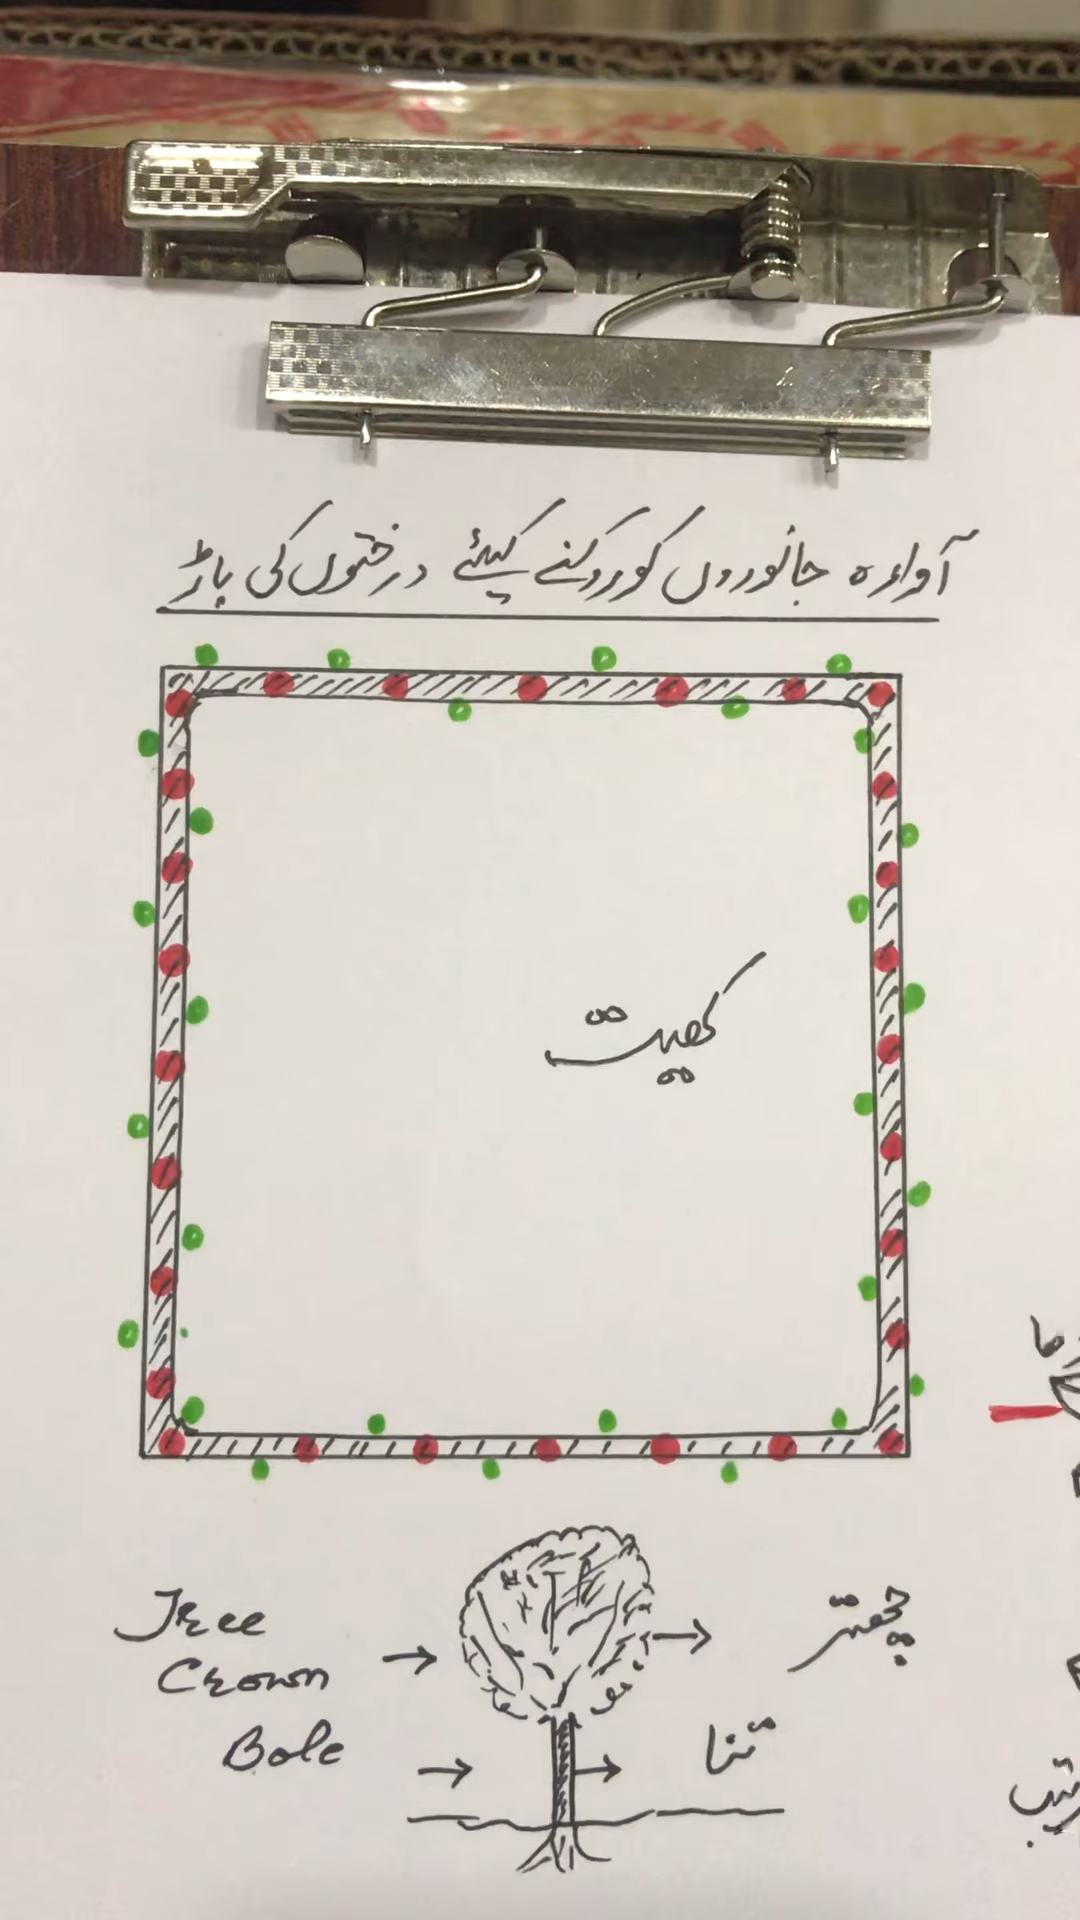 آوارہ جانوروں کو روکنے کیلئے درختوں کی باڑ
کھیت
Tree
Crown
چھتر
Bole
تنا